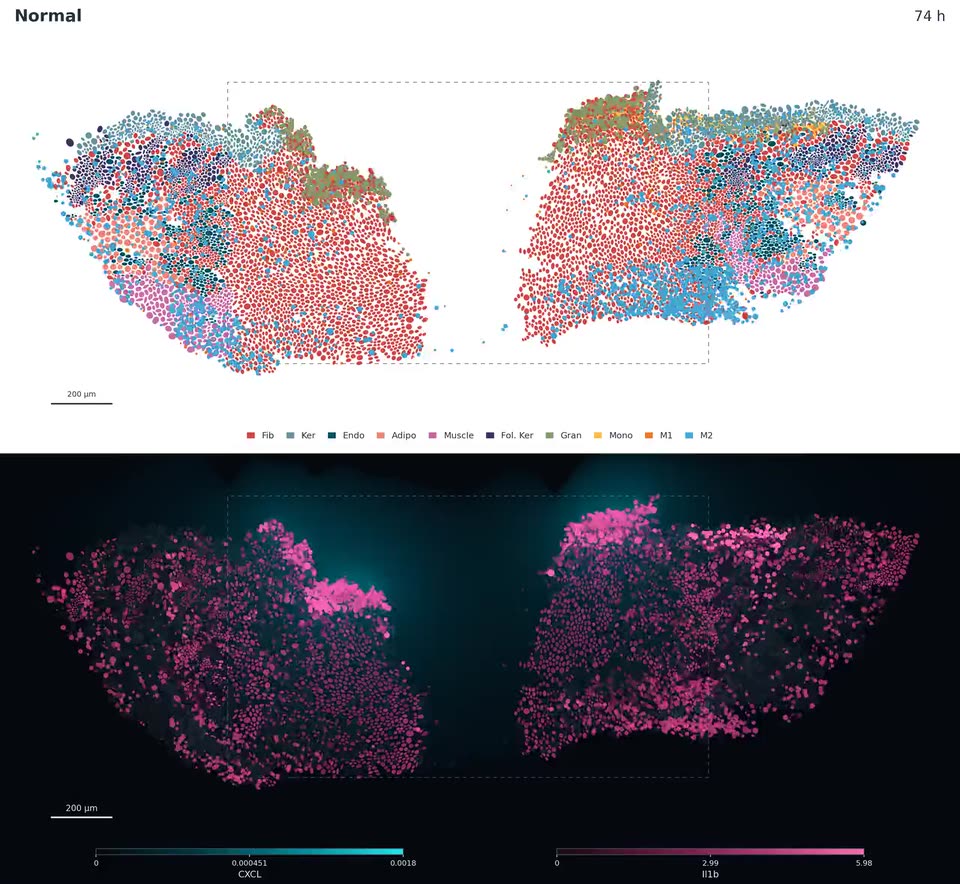 Normal
74 h
200 µm
Fib Ker Endo Adipo Muscle Fol. Ker Gran Mono M1 M2
200 µm
0 0.000451 0.0018
CXCL
0 2.99 5.98
Il1b